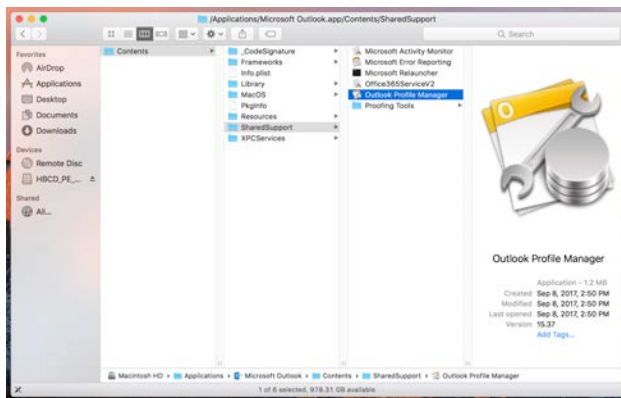 /Applications/Microsoft Outlook.app/Contents/SharedSupport
Search
Favorites
AirDrop
Applications
Desktop
Documents
Downloads
Devices
Remote Disc
HBCD_PE_...
Shared
All...
Contents
_CodeSignature
Frameworks
Info.plist
Library
MacOS
PkgInfo
Resources
SharedSupport
XPCServices
Microsoft Activity Monitor
Microsoft Error Reporting
Microsoft Relauncher
Office365ServiceV2
Outlook Profile Manager
Proofing Tools
Outlook Profile Manager
Application - 1.2 MB
Created Sep 8, 2017, 2:50 PM
Modified Sep 8, 2017, 2:50 PM
Last opened Sep 8, 2017, 2:50 PM
Version 15.37
Add Tags...
Macintosh HD › Applications › Microsoft Outlook › Contents › SharedSupport › Outlook Profile Manager
1 of 6 selected, 978.31 GB available